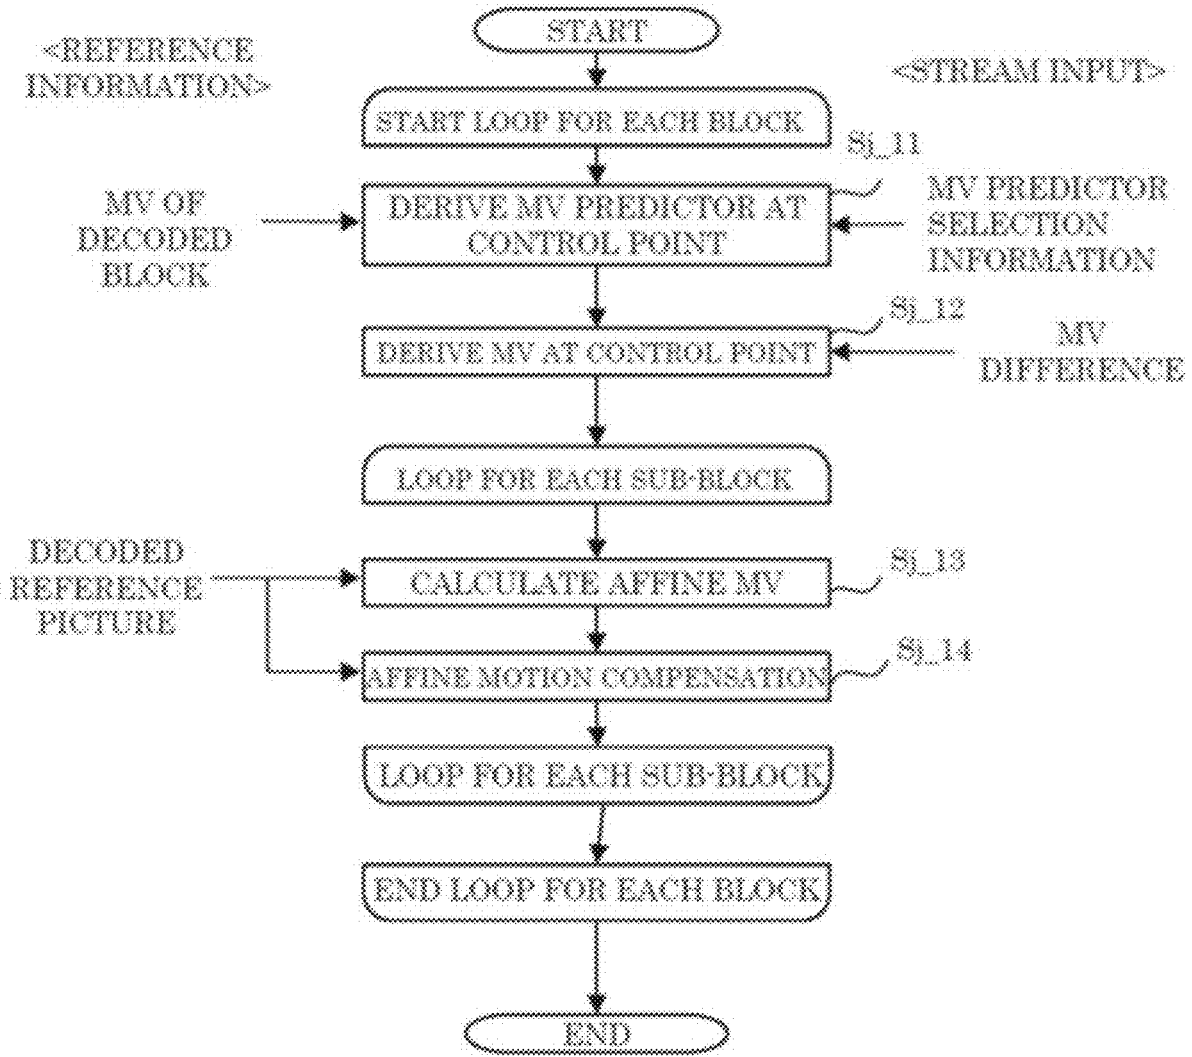 START
<REFERENCE
INFORMATION>
<STREAM INPUT>
START LOOP FOR EACH BLOCK
Sj_11
MV OF
DECODED
BLOCK
DERIVE MV PREDICTOR AT
CONTROL POINT
MV PREDICTOR
SELECTION
INFORMATION
Sj_12
DERIVE MV AT CONTROL POINT
MV
DIFFERENCE
LOOP FOR EACH SUB-BLOCK
DECODED
REFERENCE
PICTURE
Sj_13
CALCULATE AFFINE MV
Sj_14
AFFINE MOTION COMPENSATION
LOOP FOR EACH SUB-BLOCK
END LOOP FOR EACH BLOCK
END